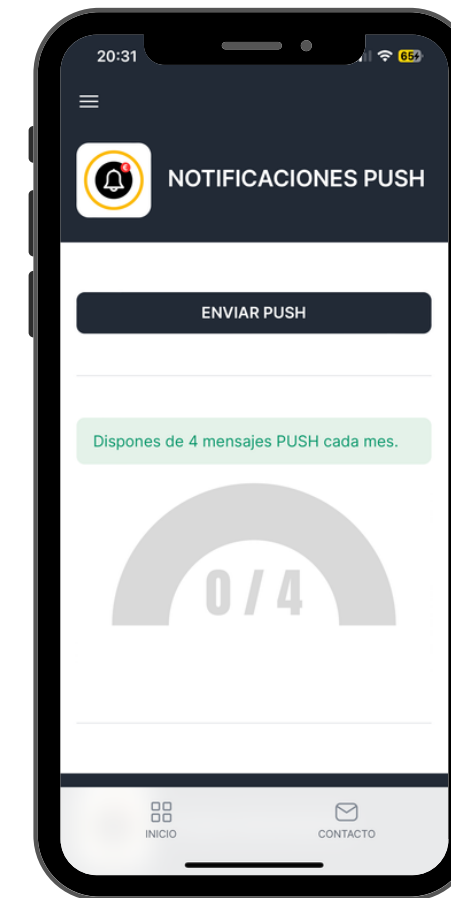 20:31
65
NOTIFICACIONES PUSH
ENVIAR PUSH
Dispones de 4 mensajes PUSH cada mes.
0 / 4
INICIO
CONTACTO